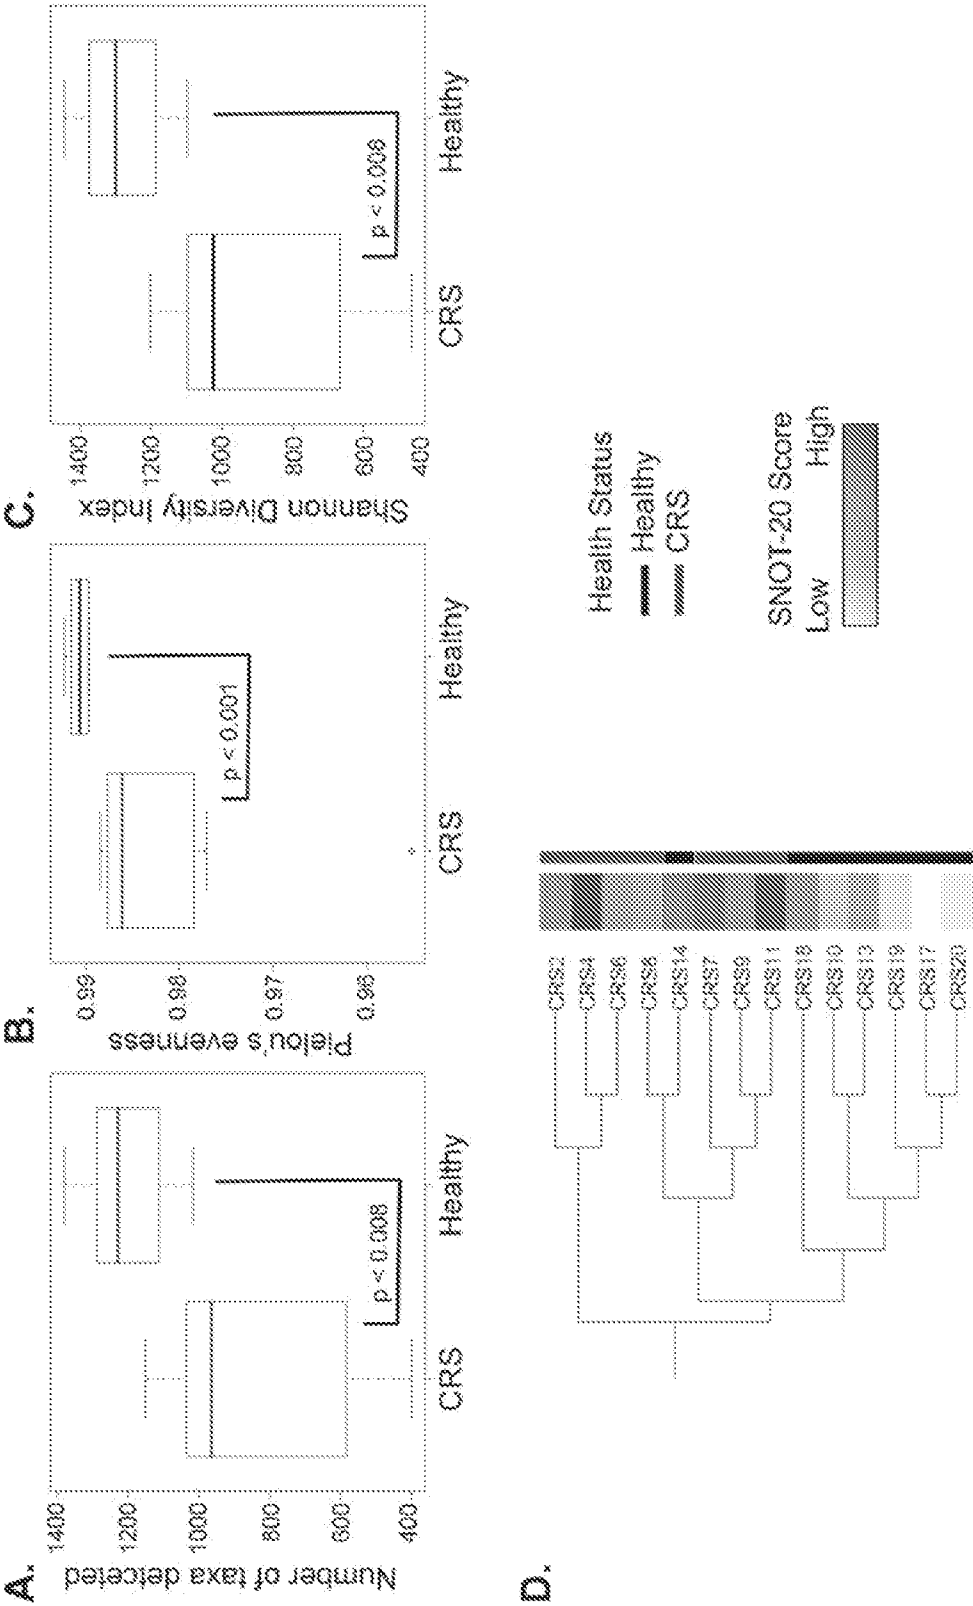 A.
Number of taxa detceted
1400
1200
1000
800
600
400
p < 0.008
CRS
Healthy
B.
Pielou's evenness
0.99
0.98
0.97
0.96
p < 0.001
CRS
Healthy
C.
Shannon Diversity Index
1400
1200
1000
800
600
400
p < 0.006
CRS
Healthy
D.
CRS2
CRS4
CRS6
CRS8
CRS14
CRS7
CRS9
CRS11
CRS18
CRS10
CRS13
CRS19
CRS17
CRS20
Health Status
Healthy
CRS
SNOT-20 Score
Low High